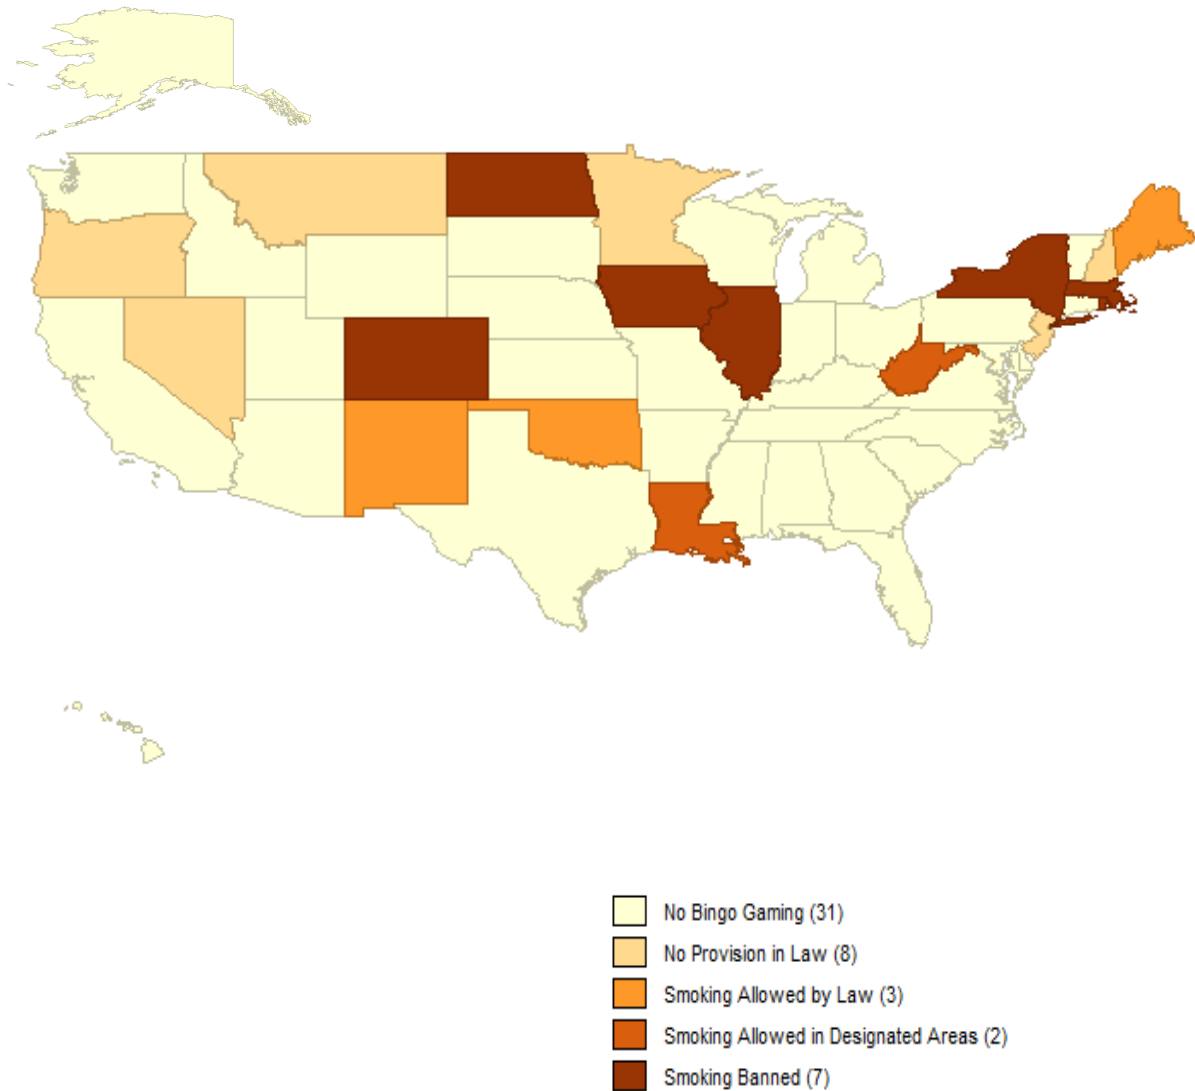 No Bingo Gaming (31)
No Provision in Law (8)
Smoking Allowed by Law (3)
Smoking Allowed in Designated Areas (2)
Smoking Banned (7)